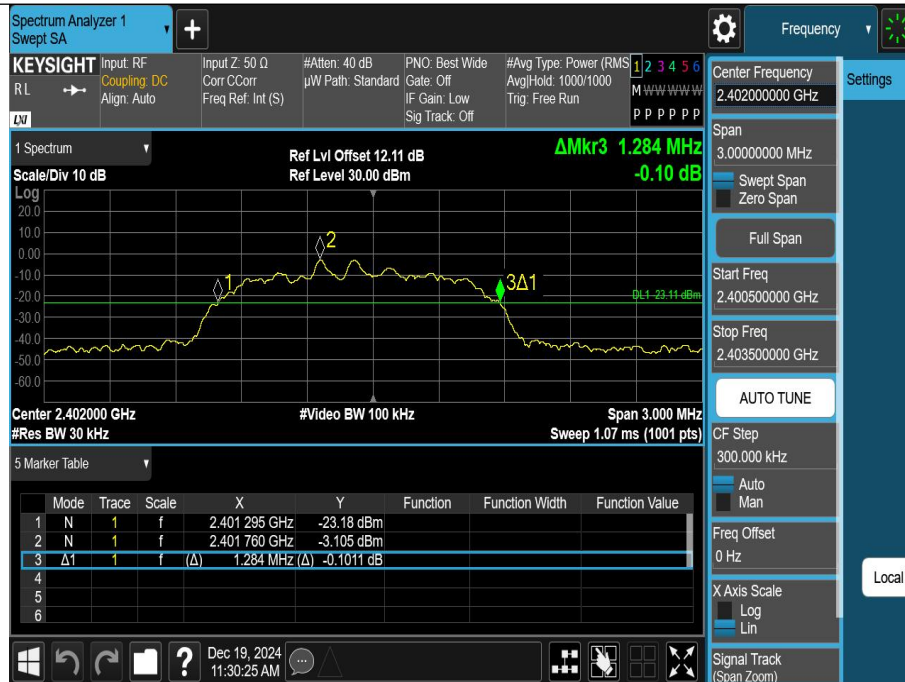 Spectrum Analyzer 1
Swept SA
+
Frequency
KEYSIGHT
RL
LXI
Input: RF
Coupling: DC
Align: Auto
Input Z: 50 Ω
Corr CCorr
Freq Ref: Int (S)
#Atten: 40 dB
µW Path: Standard
PNO: Best Wide
Gate: Off
IF Gain: Low
Sig Track: Off
#Avg Type: Power (RMS
Avg|Hold: 1000/1000
Trig: Free Run
1 2 3 4 5 6
M W W W W W
P P P P P P
1 Spectrum
Scale/Div 10 dB
Ref Lvl Offset 12.11 dB
Ref Level 30.00 dBm
ΔMkr3 1.284 MHz
-0.10 dB
Log
20.0
10.0
0.00
-10.0
-20.0
-30.0
-40.0
-50.0
-60.0
1
2
3Δ1
DL1 -23.11 dBm
Center 2.402000 GHz
#Res BW 30 kHz
#Video BW 100 kHz
Span 3.000 MHz
Sweep 1.07 ms (1001 pts)
5 Marker Table
Mode Trace Scale X Y Function Function Width Function Value
1 N 1 f 2.401 295 GHz -23.18 dBm
2 N 1 f 2.401 760 GHz -3.105 dBm
3 Δ1 1 f (Δ) 1.284 MHz (Δ) -0.1011 dB
4
5
6
?
Dec 19, 2024
11:30:25 AM
Center Frequency
2.402000000 GHz
Span
3.00000000 MHz
Swept Span
Zero Span
Full Span
Start Freq
2.400500000 GHz
Stop Freq
2.403500000 GHz
AUTO TUNE
CF Step
300.000 kHz
Auto
Man
Freq Offset
0 Hz
X Axis Scale
Log
Lin
Signal Track
(Span Zoom)
Settings
Local